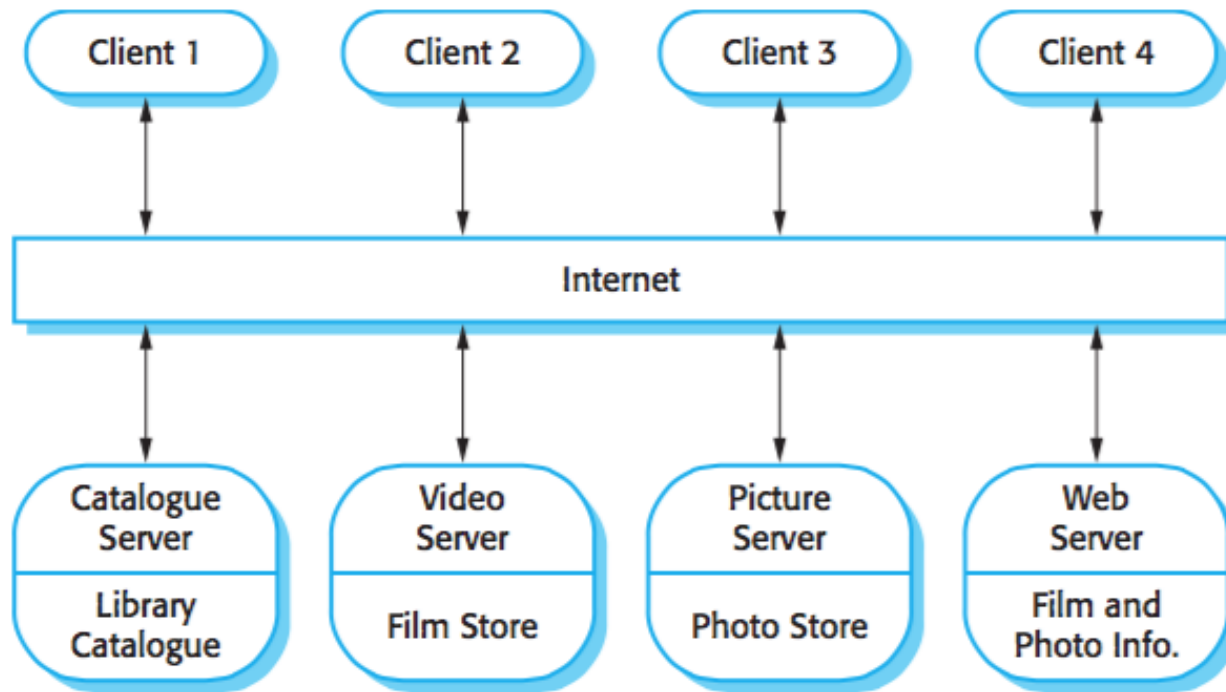 Client 1
Client 2
Client 3
Client 4
Internet
Catalogue
Server
Video
Server
Picture
Server
Web
Server
Library
Catalogue
Film Store
Photo Store
Film and
Photo Info.